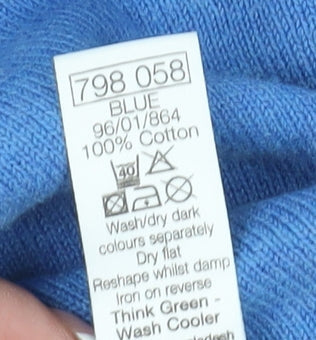 798 058
BLUE
96/01/864
100% Cotton
40
Wash/dry dark
colours separately
Dry flat
Reshape whilst damp
Iron on reverse
Think Green -
Wash Cooler